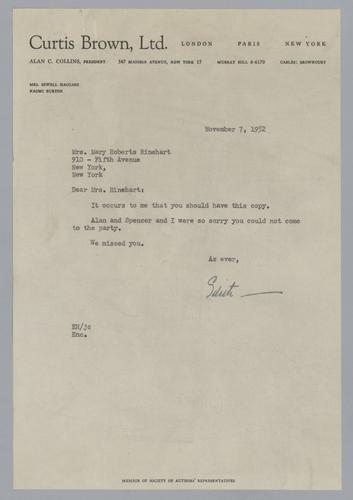 Curtis Brown, Ltd. LONDON PARIS NEW YORK
ALAN C. COLLINS, PRESIDENT 347 MADISON AVENUE, NEW YORK 17 MURRAY HILL 6-6170 CABLES: BROWNCURT
MRS. SEWELL HAGGARD
NAOMI BURTON
November 7, 1952
Mrs. Mary Roberts Rinehart
910 - Fifth Avenue
New York,
New York
Dear Mrs. Rinehart:
It occurs to me that you should have this copy.
Alan and Spencer and I were so sorry you could not come
to the party.
We missed you.
As ever,
Edith
EH/jc
Enc.
MEMBER OF SOCIETY OF AUTHORS' REPRESENTATIVES